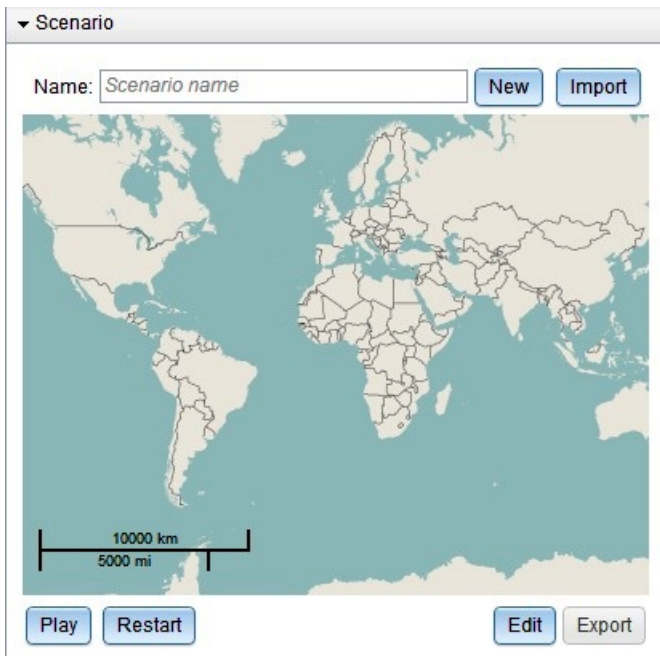 Scenario
Name: Scenario name New Import
10000 km
5000 mi
Play Restart Edit Export